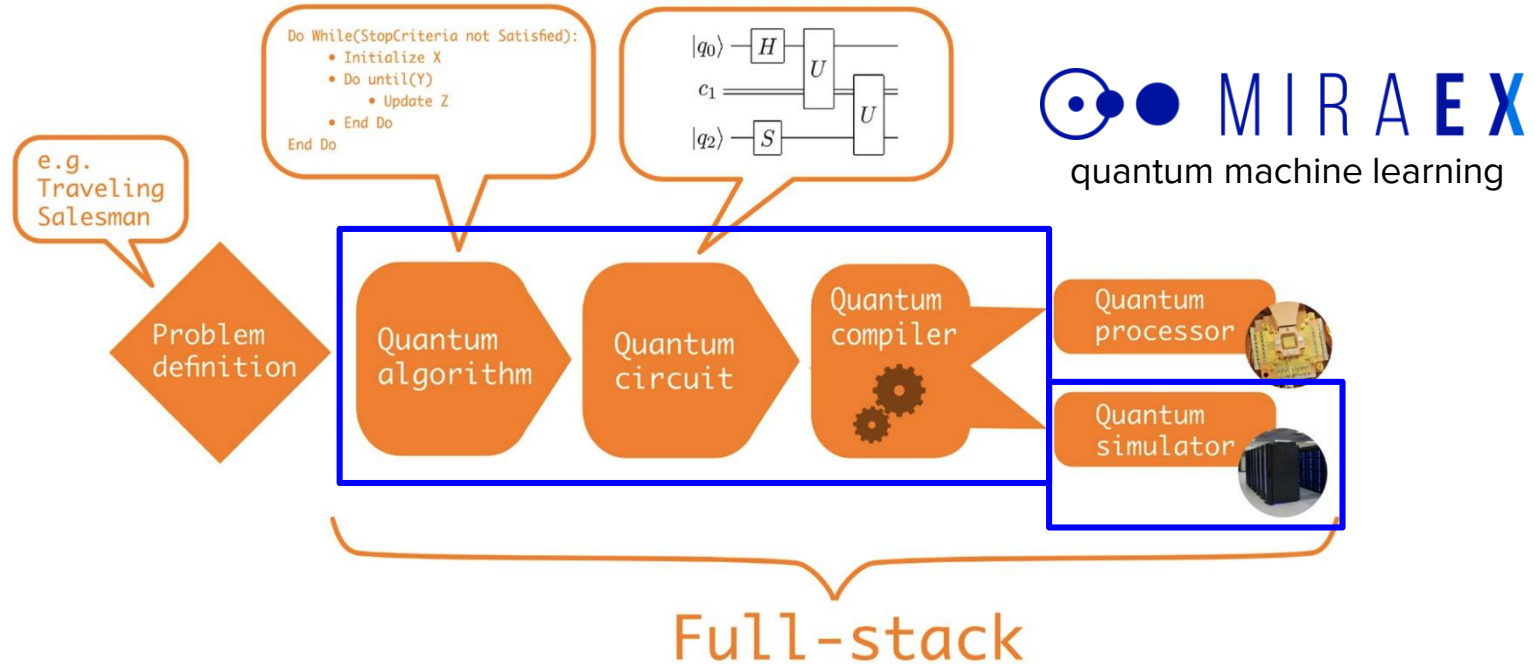 Do While(StopCriteria not Satisfied):
• Initialize X
• Do until(Y)
• Update Z
• End Do
End Do
|q₀⟩ H U
c₁ U
|q₂⟩ S
MIRAEX
quantum machine learning
e.g.
Traveling
Salesman
Problem
definition
Quantum
algorithm
Quantum
circuit
Quantum
compiler
Quantum
processor
Quantum
simulator
Full-stack